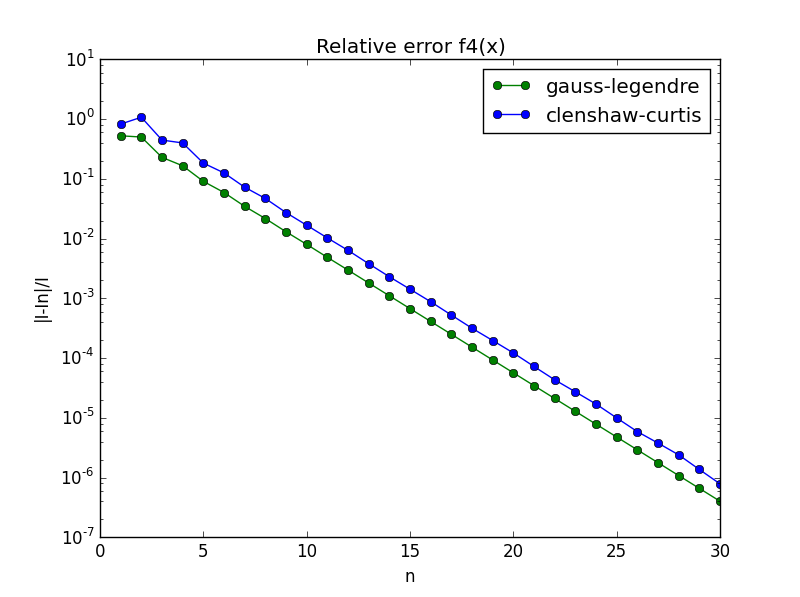 Relative error f4(x)
10^1
10^0
10^-1
10^-2
10^-3
10^-4
10^-5
10^-6
10^-7
|I-In|/I
gauss-legendre
clenshaw-curtis
0 5 10 15 20 25 30
n